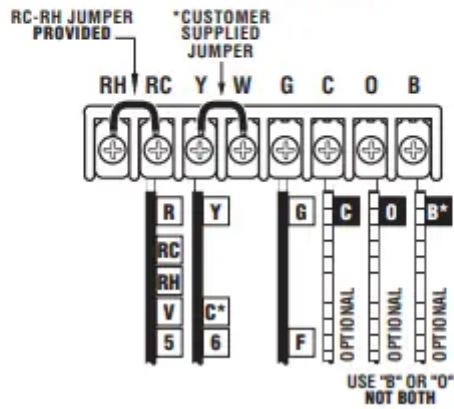 RC-RH JUMPER
PROVIDED
*CUSTOMER
SUPPLIED
JUMPER
RH RC Y W G C O B
R Y G C O B*
RC
RH
V C*
5 6 F
OPTIONAL
OPTIONAL
OPTIONAL
USE "B" OR "O"
NOT BOTH